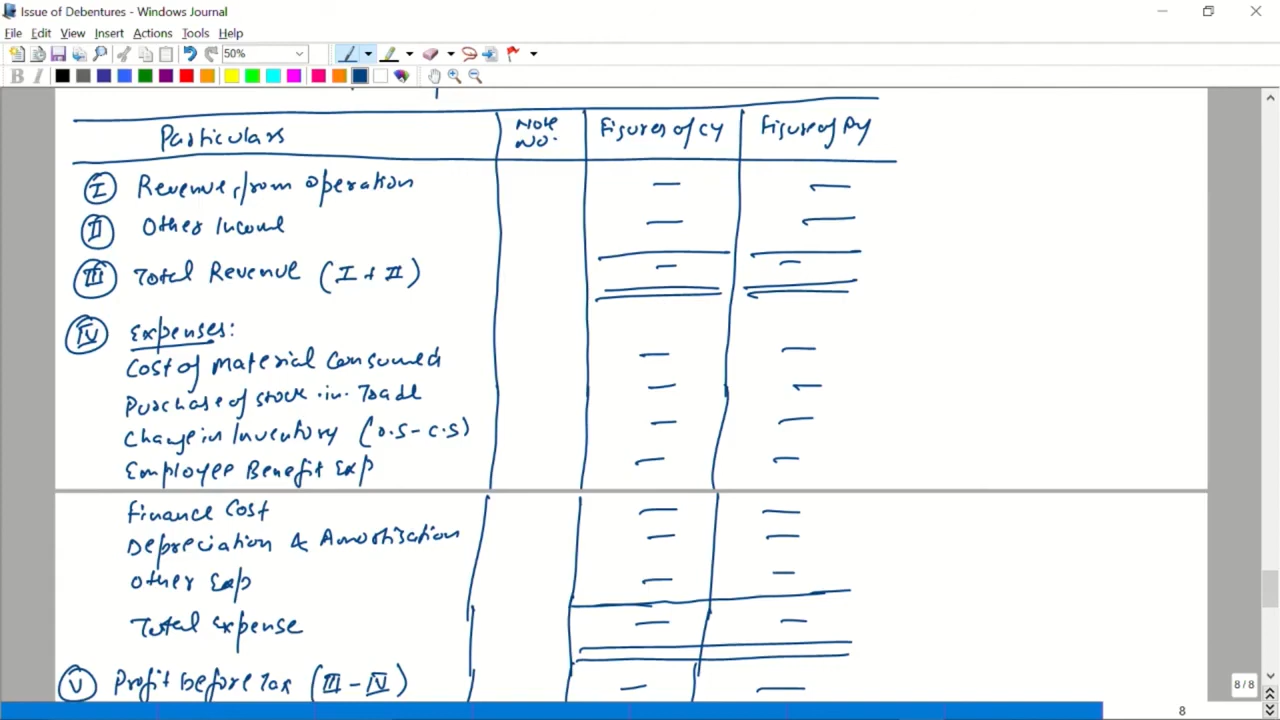 Issue of Debentures - Windows Journal
File Edit View Insert Actions Tools Help
50%
B I
Particulars Note No. Figures of CY Figure of PY
I Revenue from operation
II Other Income
III Total Revenue (I + II)
IV Expenses:
Cost of Material Consumed
Purchase of stock-in-Trade
Change in Inventory (O.S - C.S)
Employee Benefit Exp
Finance Cost
Depreciation & Amortisation
Other Exp
Total Expense
V Profit before Tax (III - IV)
8 / 8
8